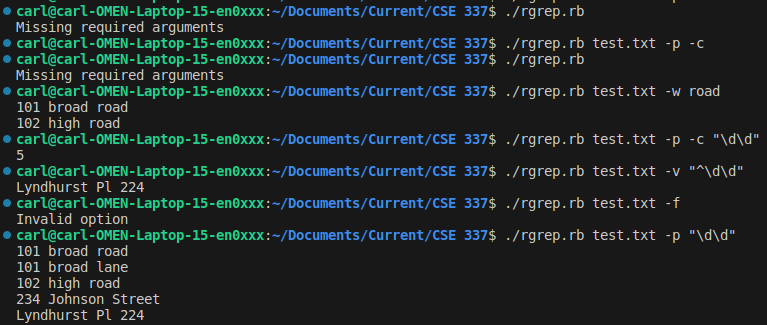 carl@carl-OMEN-Laptop-15-en0xxx:~/Documents/Current/CSE 337$ ./rgrep.rb
Missing required arguments
carl@carl-OMEN-Laptop-15-en0xxx:~/Documents/Current/CSE 337$ ./rgrep.rb test.txt -p -c
carl@carl-OMEN-Laptop-15-en0xxx:~/Documents/Current/CSE 337$ ./rgrep.rb
Missing required arguments
carl@carl-OMEN-Laptop-15-en0xxx:~/Documents/Current/CSE 337$ ./rgrep.rb test.txt -w road
101 broad road
102 high road
carl@carl-OMEN-Laptop-15-en0xxx:~/Documents/Current/CSE 337$ ./rgrep.rb test.txt -p -c "\d\d"
5
carl@carl-OMEN-Laptop-15-en0xxx:~/Documents/Current/CSE 337$ ./rgrep.rb test.txt -v "^\d\d"
Lyndhurst Pl 224
carl@carl-OMEN-Laptop-15-en0xxx:~/Documents/Current/CSE 337$ ./rgrep.rb test.txt -f
Invalid option
carl@carl-OMEN-Laptop-15-en0xxx:~/Documents/Current/CSE 337$ ./rgrep.rb test.txt -p "\d\d"
101 broad road
101 broad lane
102 high road
234 Johnson Street
Lyndhurst Pl 224